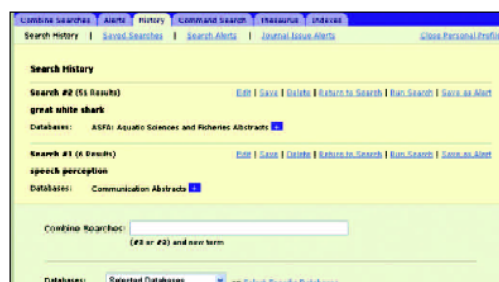 Combine Searches Alerts History Command Search Thesaurus Indexes
Search History | Saved Searches | Search Alerts | Journal Issue Alerts Close Personal Profile
Search History
Search #2 (51 Results) Edit | Save | Delete | Return to Search | Run Search | Save as Alert
great white shark
Databases: ASFA: Aquatic Sciences and Fisheries Abstracts +
Search #1 (6 Results) Edit | Save | Delete | Return to Search | Run Search | Save as Alert
speech perception
Databases: Communication Abstracts +
Combine Searches:
(#1 or #2) and new term
Databases: Selected Databases Select Specific Databases